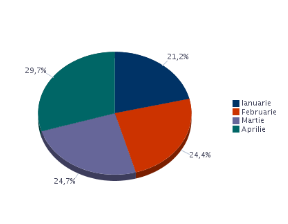 21,2%
29,7%
Ianuarie
Februarie
Martie
Aprilie
24,4%
24,7%